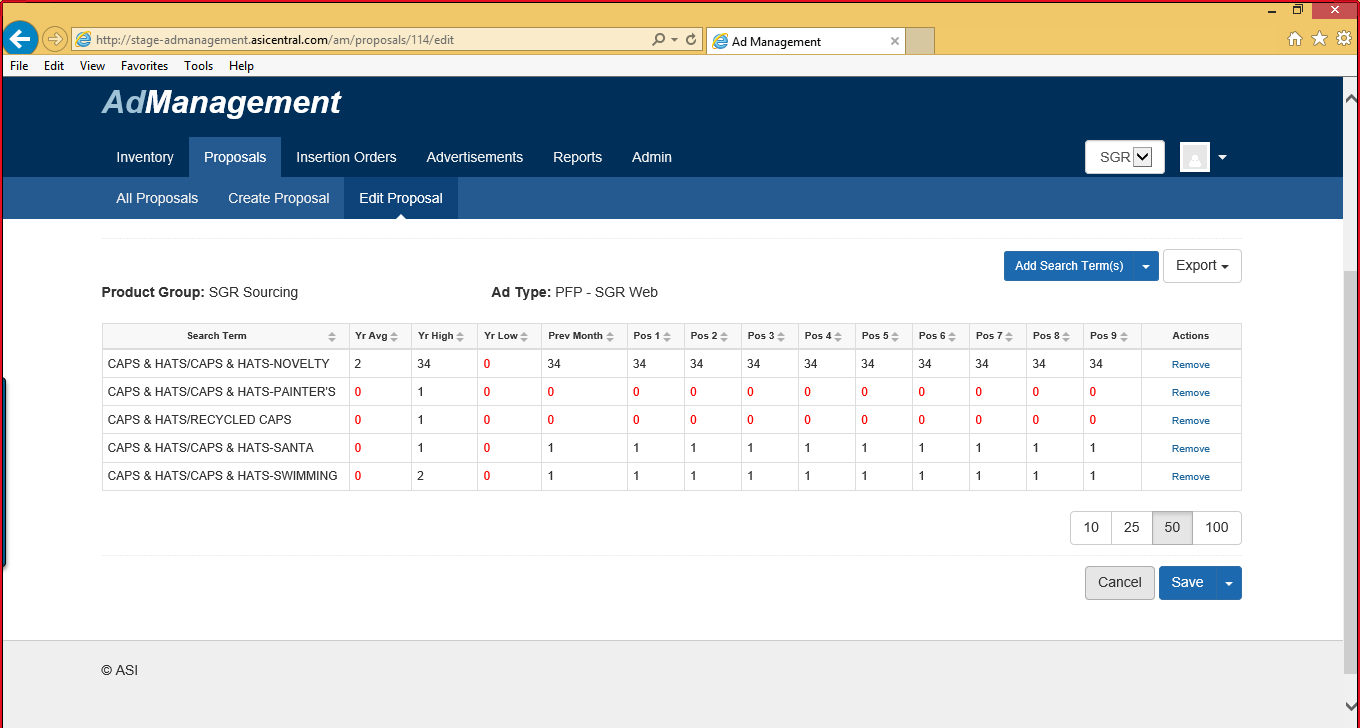 http://stage-admanagement.asicentral.com/am/proposals/114/edit Ad Management
File Edit View Favorites Tools Help
AdManagement
Inventory Proposals Insertion Orders Advertisements Reports Admin SGR
All Proposals Create Proposal Edit Proposal
Add Search Term(s) Export
Product Group: SGR Sourcing Ad Type: PFP - SGR Web
Search Term Yr Avg Yr High Yr Low Prev Month Pos 1 Pos 2 Pos 3 Pos 4 Pos 5 Pos 6 Pos 7 Pos 8 Pos 9 Actions
CAPS & HATS/CAPS & HATS-NOVELTY 2 34 0 34 34 34 34 34 34 34 34 34 34 Remove
CAPS & HATS/CAPS & HATS-PAINTER'S 0 1 0 0 0 0 0 0 0 0 0 0 0 Remove
CAPS & HATS/RECYCLED CAPS 0 1 0 0 0 0 0 0 0 0 0 0 0 Remove
CAPS & HATS/CAPS & HATS-SANTA 0 1 0 1 1 1 1 1 1 1 1 1 1 Remove
CAPS & HATS/CAPS & HATS-SWIMMING 0 2 0 1 1 1 1 1 1 1 1 1 1 Remove
10 25 50 100
Cancel Save
© ASI